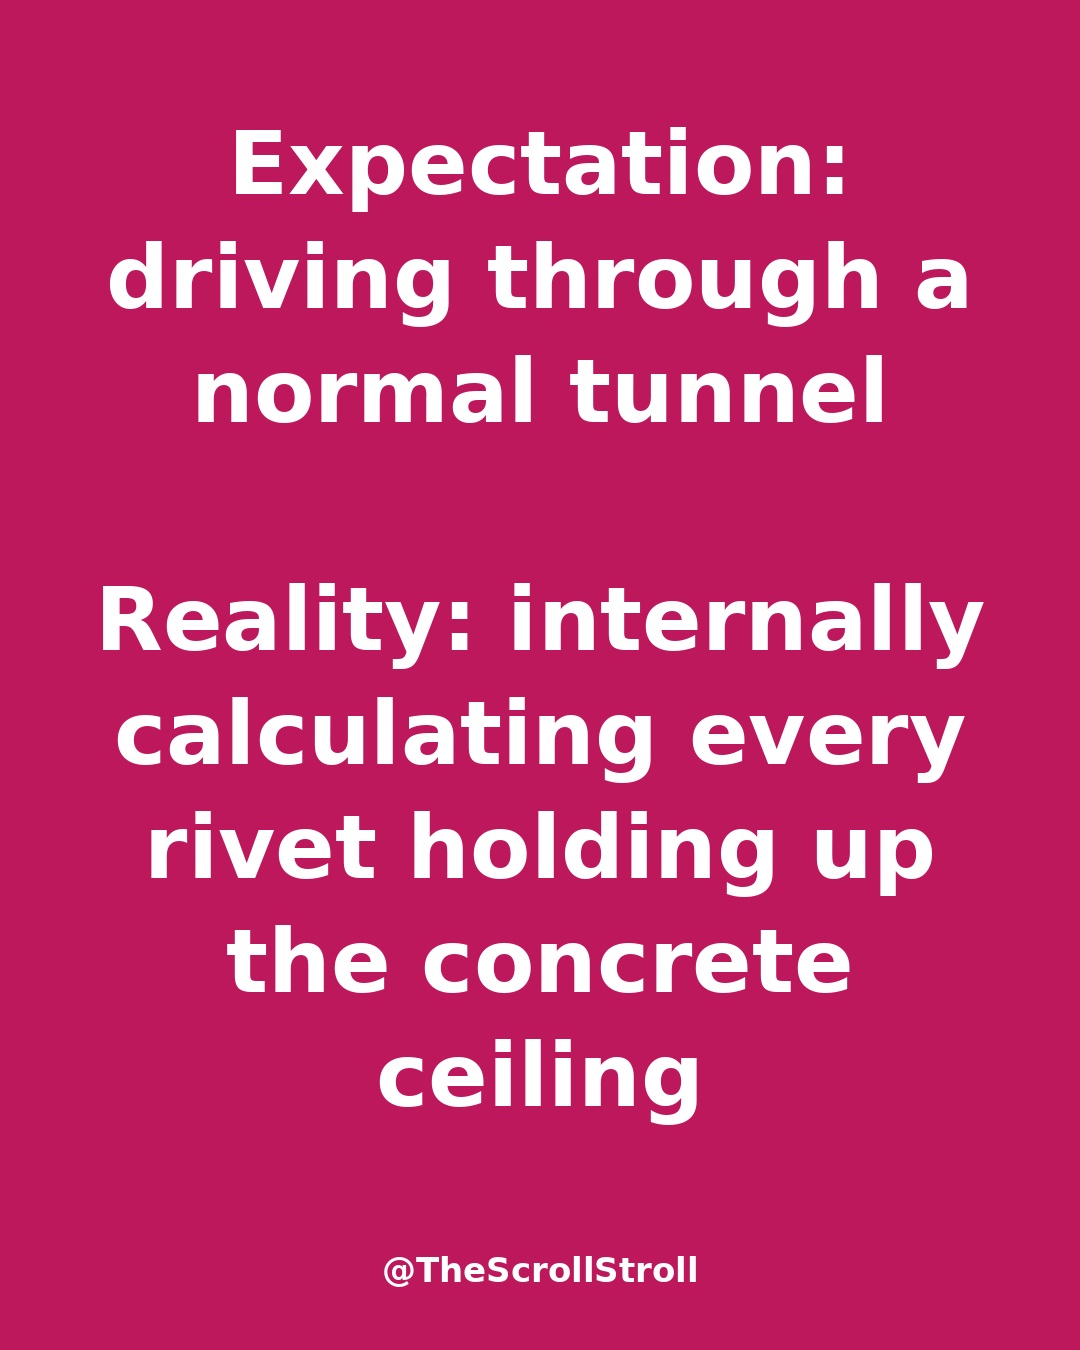 Expectation:
driving through a
normal tunnel
Reality: internally
calculating every
rivet holding up
the concrete
ceiling
@TheScrollStroll